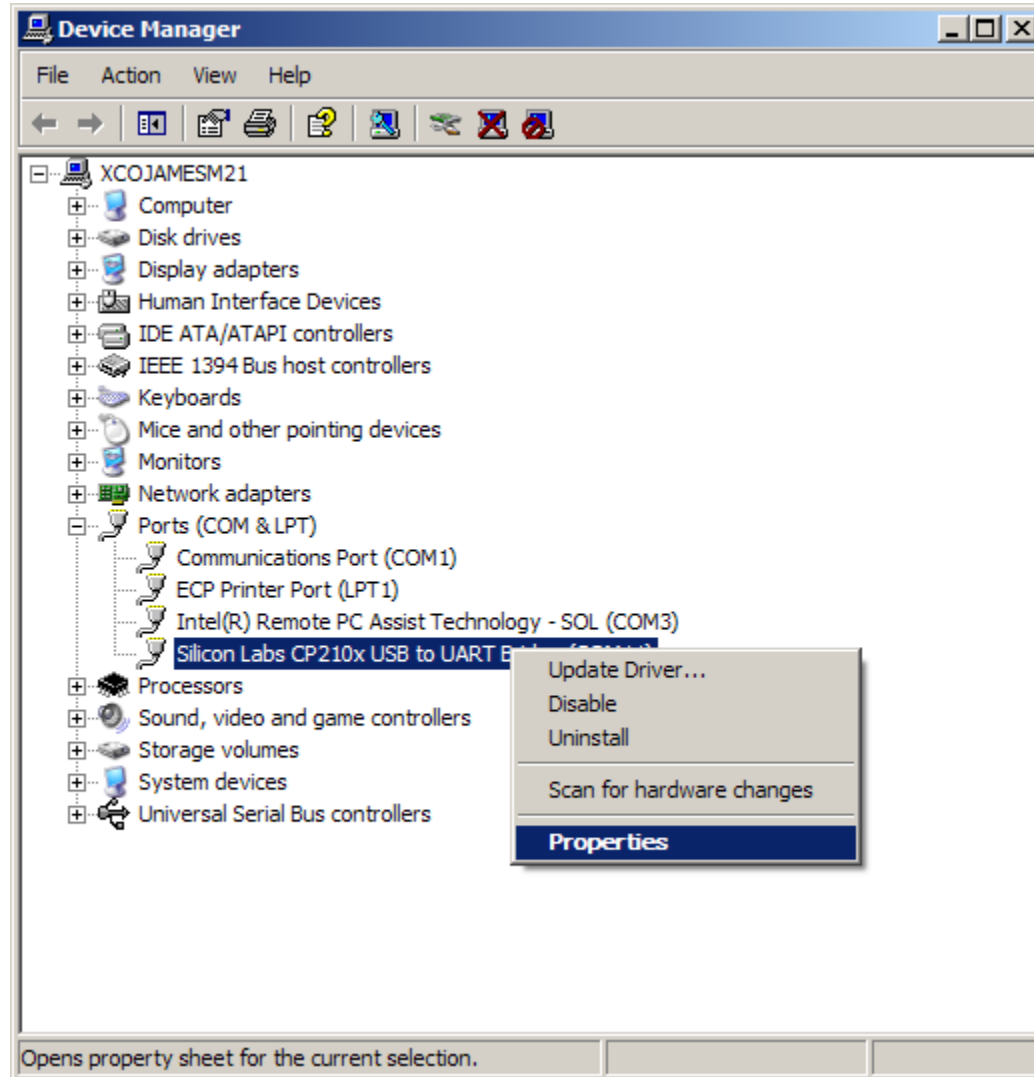 Device Manager
File Action View Help
XCOJAMESM21
Computer
Disk drives
Display adapters
Human Interface Devices
IDE ATA/ATAPI controllers
IEEE 1394 Bus host controllers
Keyboards
Mice and other pointing devices
Monitors
Network adapters
Ports (COM & LPT)
Communications Port (COM1)
ECP Printer Port (LPT1)
Intel(R) Remote PC Assist Technology - SOL (COM3)
Silicon Labs CP210x USB to UART
Processors
Sound, video and game controllers
Storage volumes
System devices
Universal Serial Bus controllers
Update Driver...
Disable
Uninstall
Scan for hardware changes
Properties
Opens property sheet for the current selection.